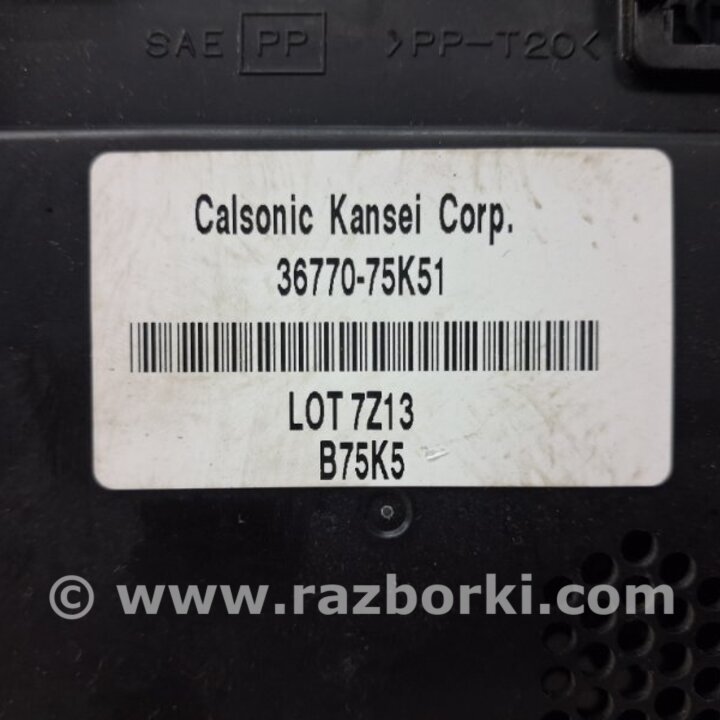 SAE PP >PP-T20<
Calsonic Kansei Corp.
36770-75K51
LOT 7Z13
B75K5
© www.razborki.com